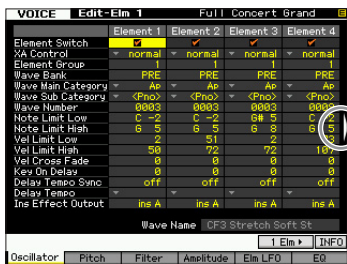 VOICE Edit-Elm 1 Full Concert Grand E
Element 1 Element 2 Element 3 Element 4
Element Switch
XA Control normal normal normal normal
Element Group 1 1 1 1
Wave Bank PRE PRE PRE PRE
Wave Main Category Ap Ap Ap Ap
Wave Sub Category <Pno> <Pno> <Pno> <Pno>
Wave Number 0003 0003 0003
Note Limit Low C -2 C -2 G# 5 C
Note Limit High G 5 G 5 G 8 G 5
Vel Limit Low 2 51 2
Vel Limit High 50 72 72 107
Vel Cross Fade 0 0 0 0
Key On Delay 0 0 0 0
Delay Tempo Sync off off off off
Delay Tempo
Ins Effect Output ins A ins A ins A ins A
Wave Name CF3 Stretch Soft St
1 Elm INFO
Oscillator Pitch Filter Amplitude Elm LFO EQ